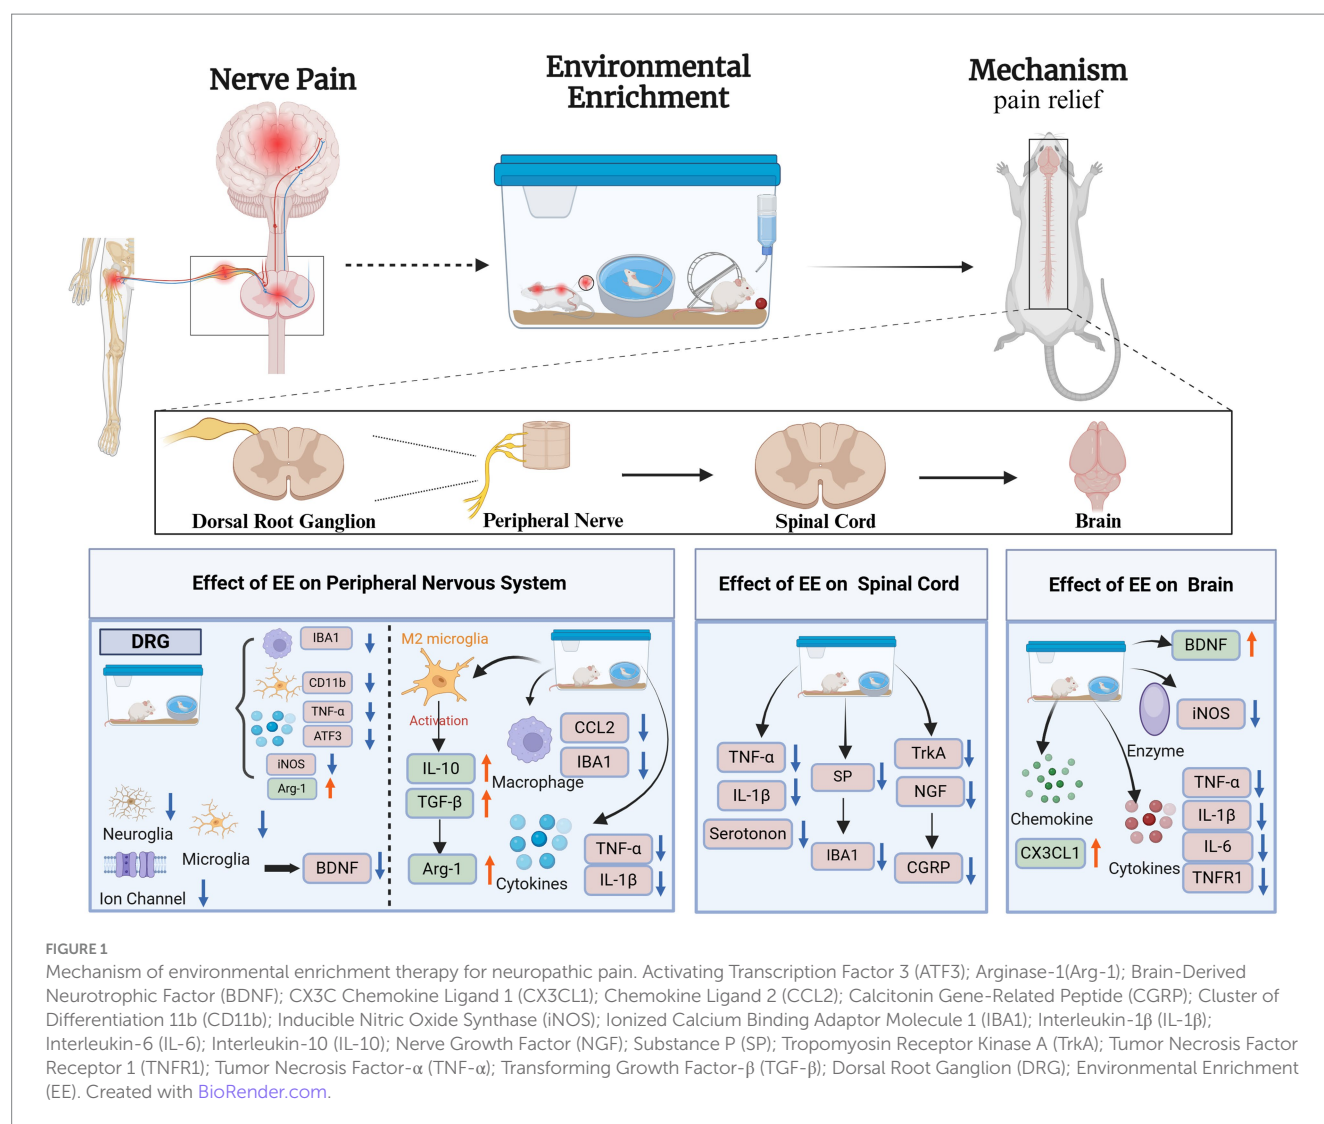 Nerve Pain
Environmental
Enrichment
Mechanism
pain relief
Dorsal Root Ganglion
Peripheral Nerve
Spinal Cord
Brain
Effect of EE on Peripheral Nervous System
DRG
IBA1
CD11b
TNF-α
ATF3
iNOS
Arg-1
Neuroglia
Microglia
Ion Channel
BDNF
M2 microglia
Activation
IL-10
TGF-β
Arg-1
Macrophage
CCL2
IBA1
Cytokines
TNF-α
IL-1β
Effect of EE on Spinal Cord
TNF-α
IL-1β
Serotonon
SP
IBA1
TrkA
NGF
CGRP
Effect of EE on Brain
BDNF
iNOS
Enzyme
Chemokine
CX3CL1
Cytokines
TNF-α
IL-1β
IL-6
TNFR1
FIGURE 1
Mechanism of environmental enrichment therapy for neuropathic pain. Activating Transcription Factor 3 (ATF3); Arginase-1(Arg-1); Brain-Derived
Neurotrophic Factor (BDNF); CX3C Chemokine Ligand 1 (CX3CL1); Chemokine Ligand 2 (CCL2); Calcitonin Gene-Related Peptide (CGRP); Cluster of
Differentiation 11b (CD11b); Inducible Nitric Oxide Synthase (iNOS); Ionized Calcium Binding Adaptor Molecule 1 (IBA1); Interleukin-1β (IL-1β);
Interleukin-6 (IL-6); Interleukin-10 (IL-10); Nerve Growth Factor (NGF); Substance P (SP); Tropomyosin Receptor Kinase A (TrkA); Tumor Necrosis Factor
Receptor 1 (TNFR1); Tumor Necrosis Factor-α (TNF-α); Transforming Growth Factor-β (TGF-β); Dorsal Root Ganglion (DRG); Environmental Enrichment
(EE). Created with BioRender.com.